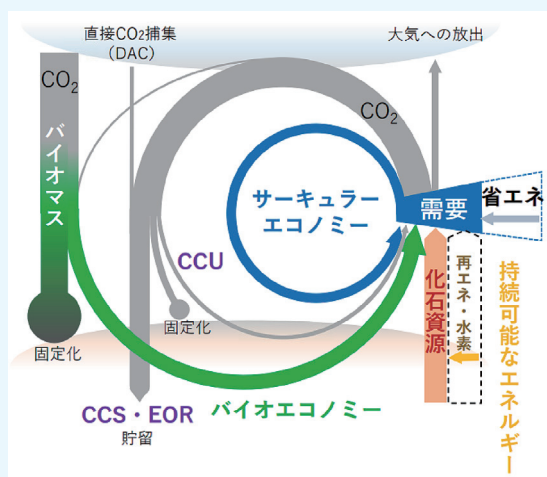 直接CO₂捕集
（DAC）
大気への放出
CO₂
バイオマス
CO₂
サーキュラー
エコノミー
需要
省エネ
CCU
固定化
固定化
化石資源
再エネ・水素
持続可能なエネルギー
CCS・EOR
貯留
バイオエコノミー